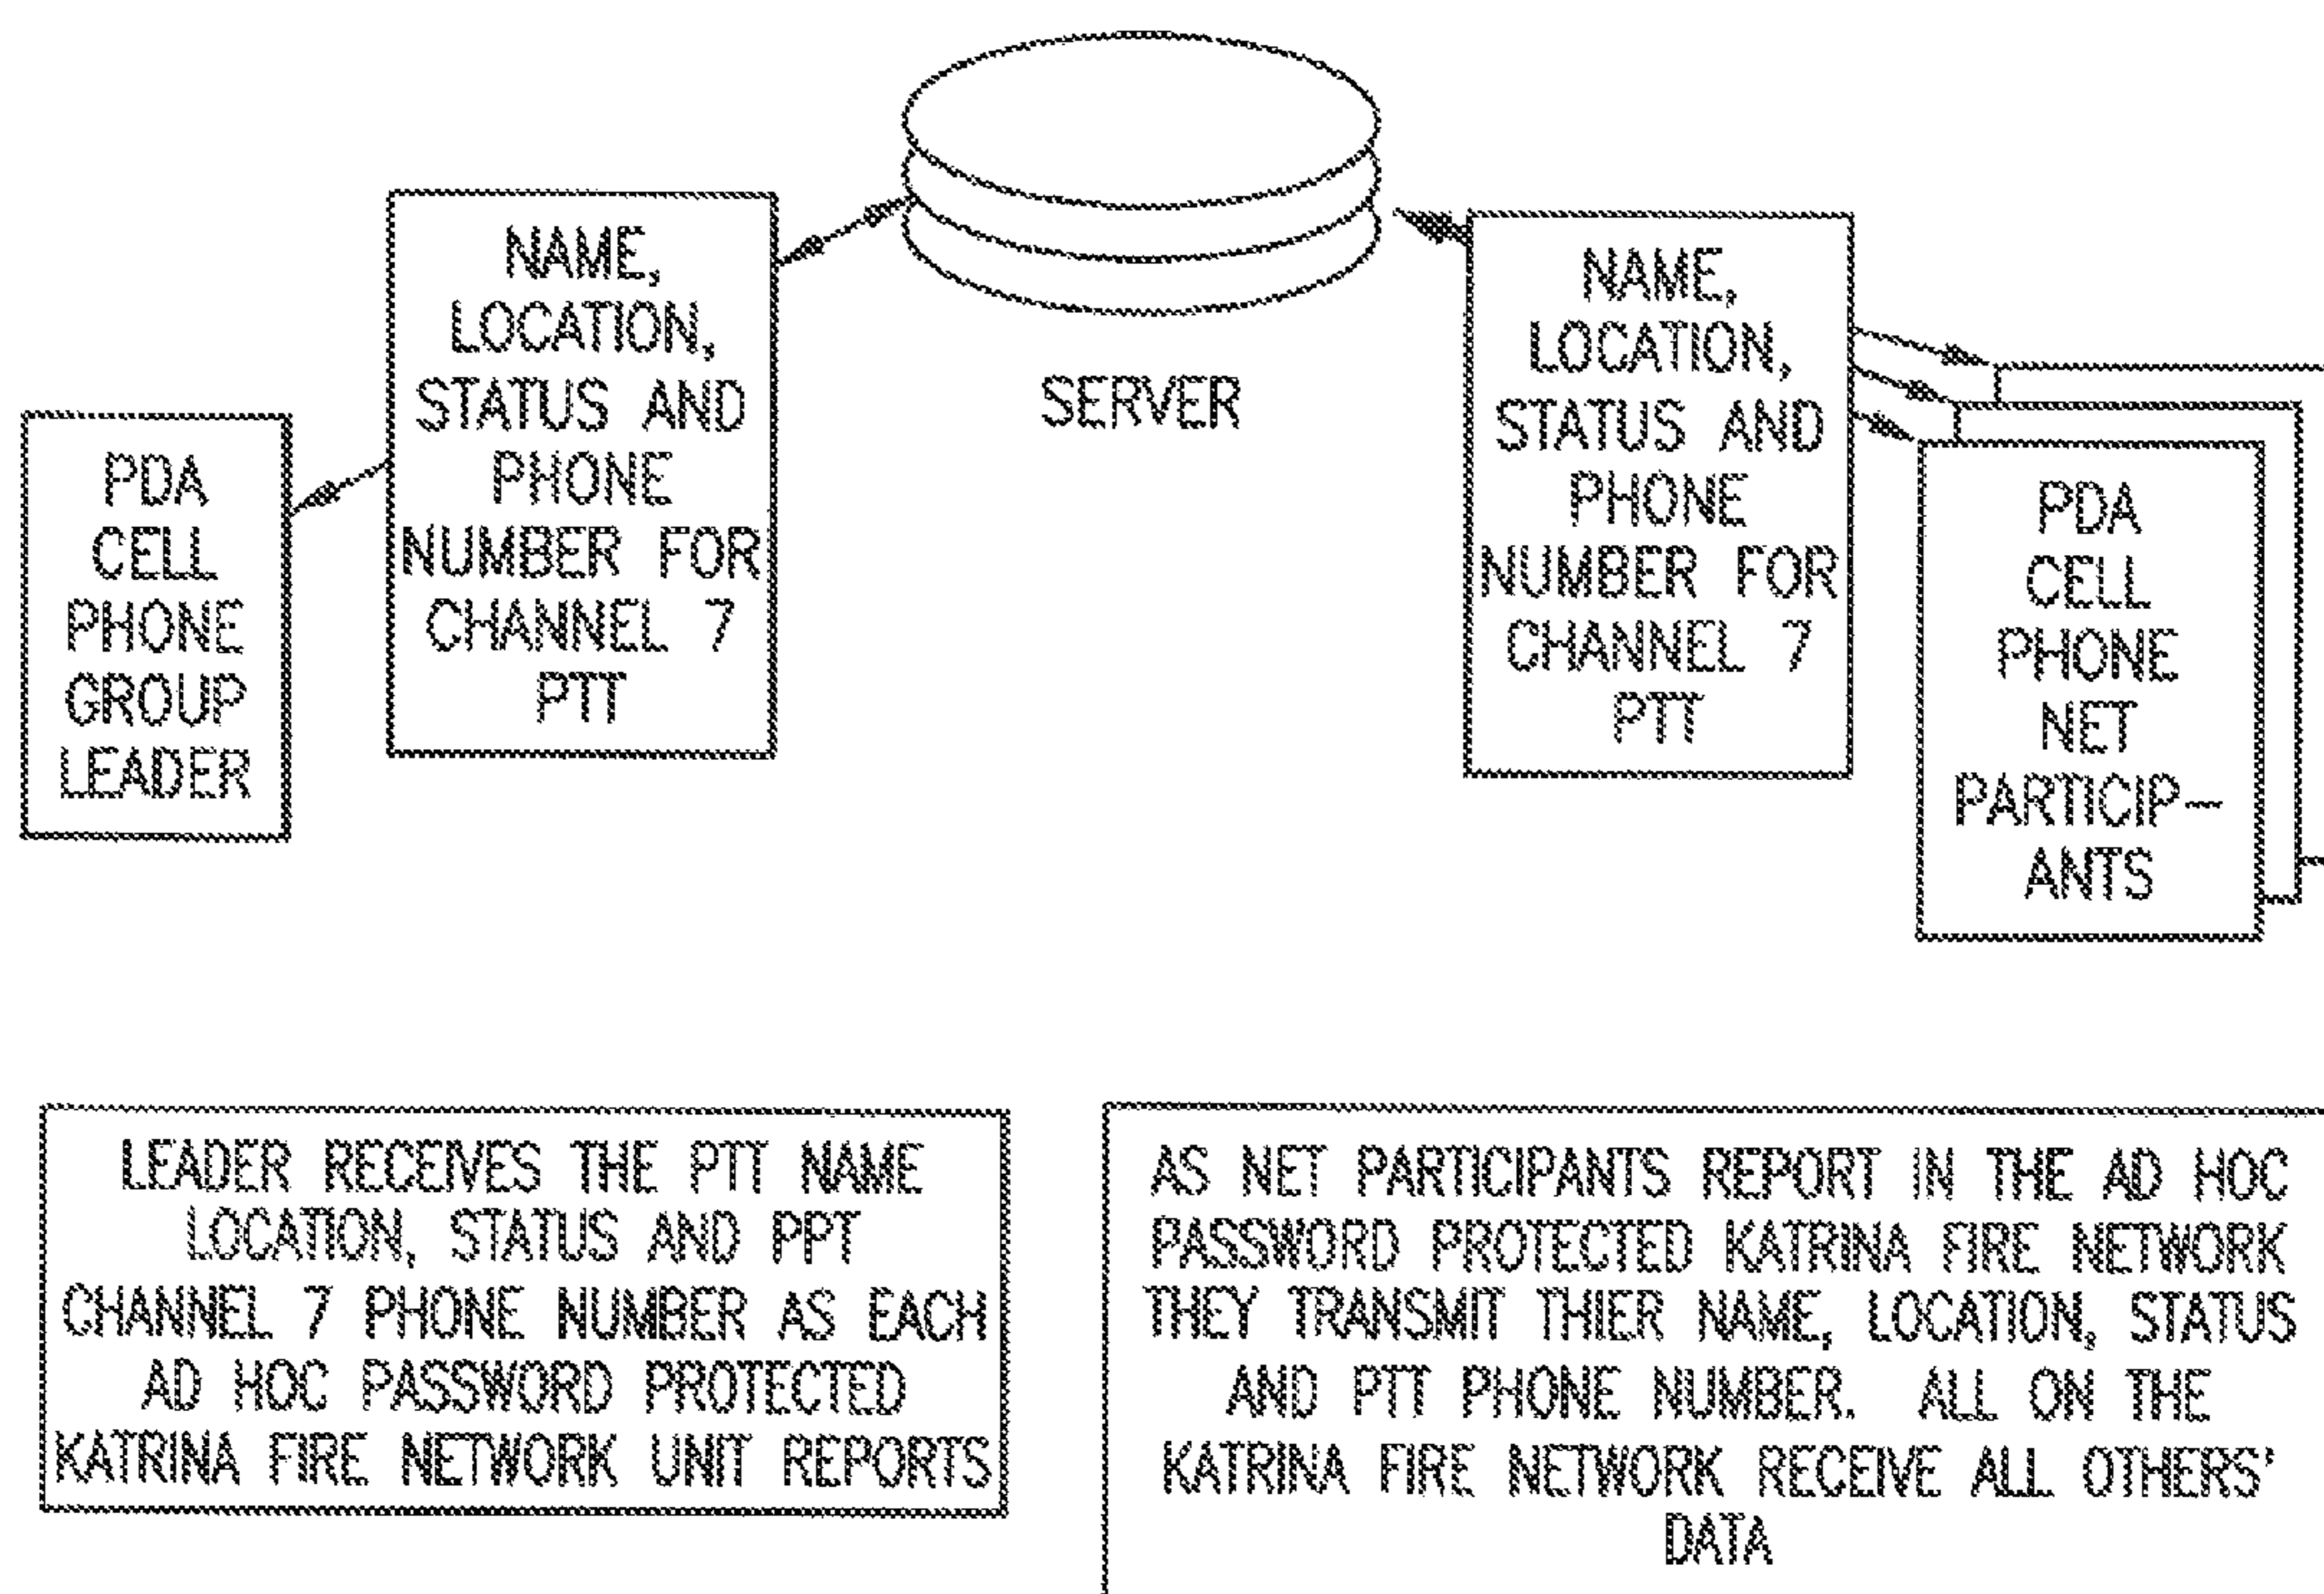 NAME,
LOCATION,
STATUS AND
PHONE
NUMBER FOR
CHANNEL 7
PTT
SERVER
NAME,
LOCATION,
STATUS AND
PHONE
NUMBER FOR
CHANNEL 7
PTT
PDA
CELL
PHONE
GROUP
LEADER
PDA
CELL
PHONE
NET
PARTICIP-
ANTS
LEADER RECEIVES THE PTT NAME
LOCATION, STATUS AND PPT
CHANNEL 7 PHONE NUMBER AS EACH
AD HOC PASSWORD PROTECTED
KATRINA FIRE NETWORK UNIT REPORTS
AS NET PARTICIPANTS REPORT IN THE AD HOC
PASSWORD PROTECTED KATRINA FIRE NETWORK
THEY TRANSMIT THIER NAME, LOCATION, STATUS
AND PTT PHONE NUMBER. ALL ON THE
KATRINA FIRE NETWORK RECEIVE ALL OTHERS'
DATA